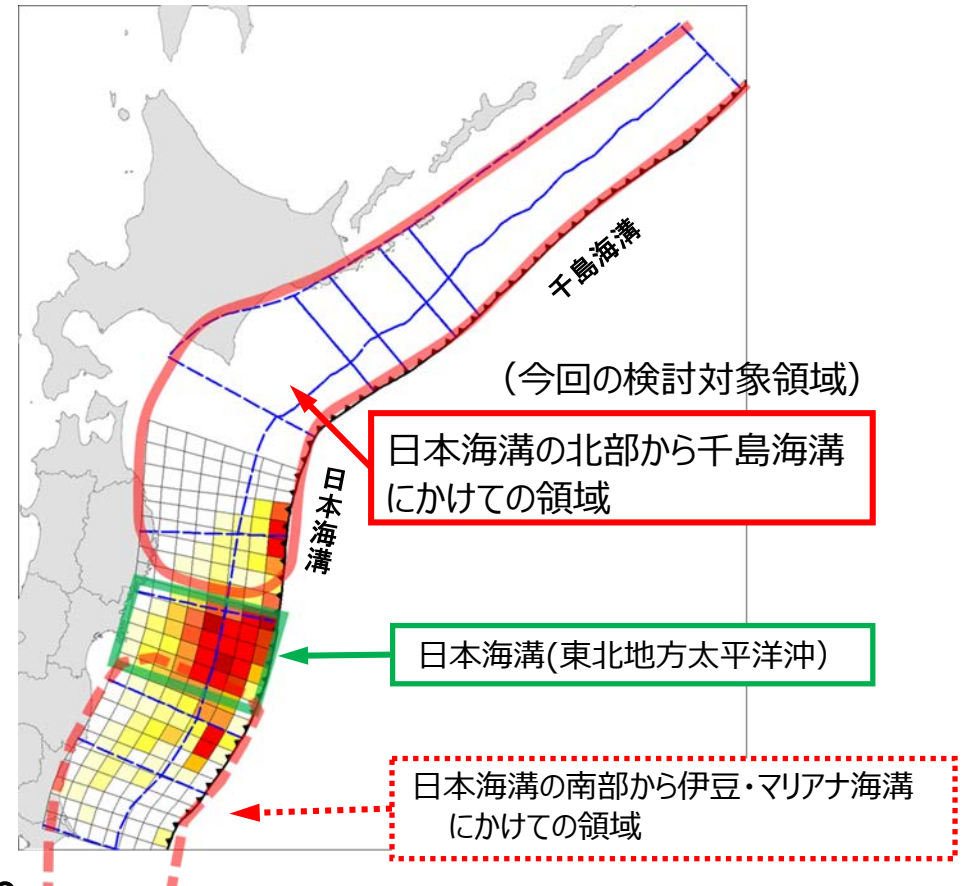 千島海溝
(今回の検討対象領域)
日本海溝の北部から千島海溝
にかけての領域
日本海溝
日本海溝(東北地方太平洋沖)
日本海溝の南部から伊豆・マリアナ海溝
にかけての領域